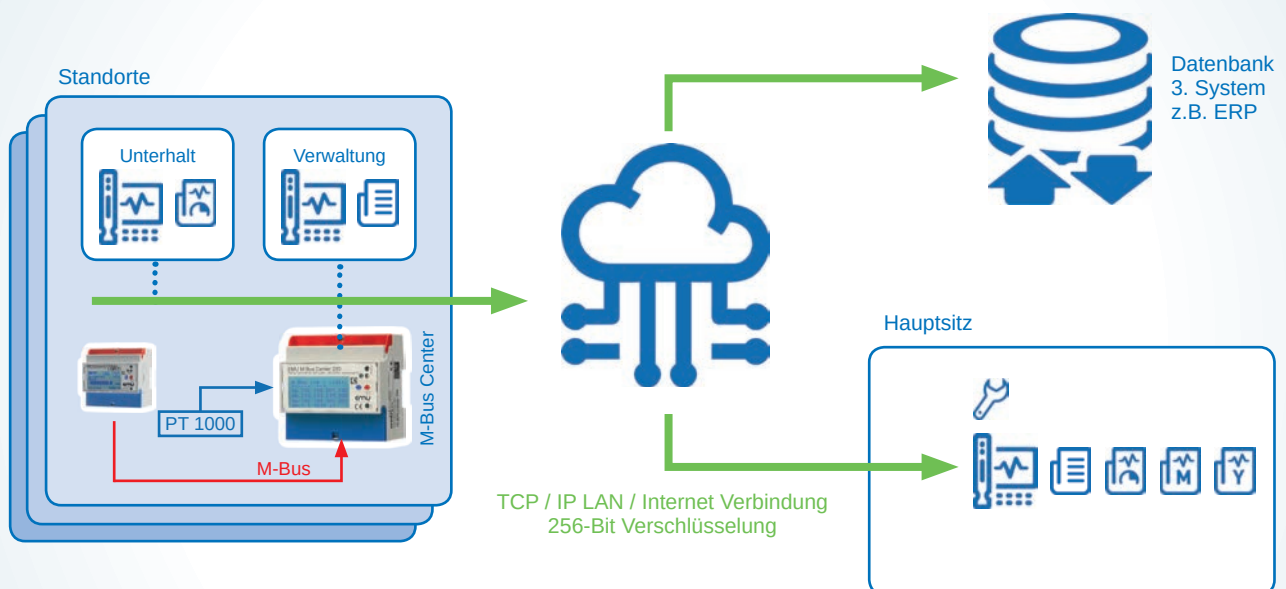 Standorte
Unterhalt
Verwaltung
PT 1000
M-Bus
M-Bus Center
emu
TCP / IP LAN / Internet Verbindung
256-Bit Verschlüsselung
Datenbank
3. System
z.B. ERP
Hauptsitz
M
Y